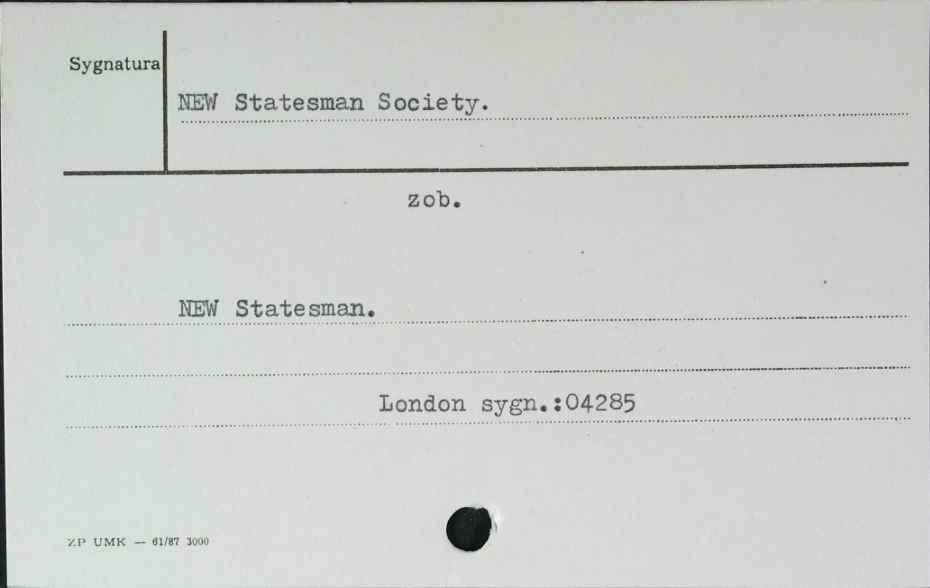 Sygnatura
NEW Statesman Society.
zob.
NEW Statesman.
London sygn.:04285
ZP UMK — 61/87 3000